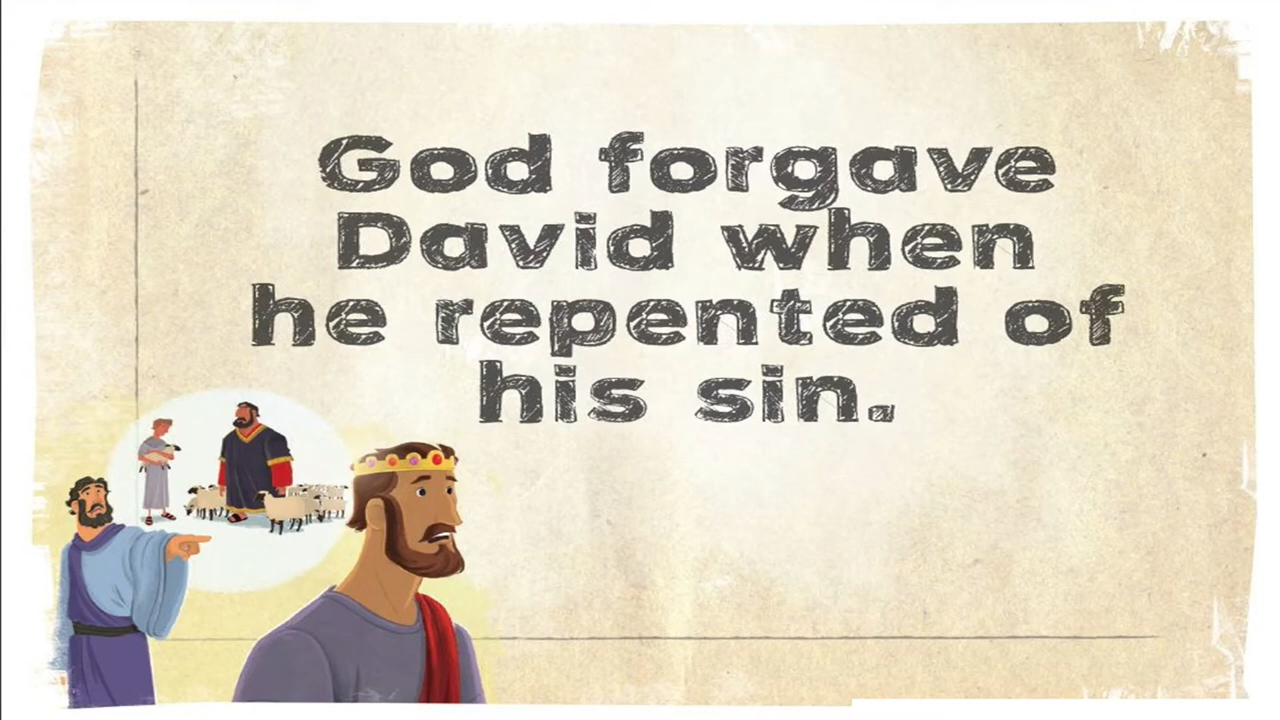 God forgave
David when
he repented of
his sin.